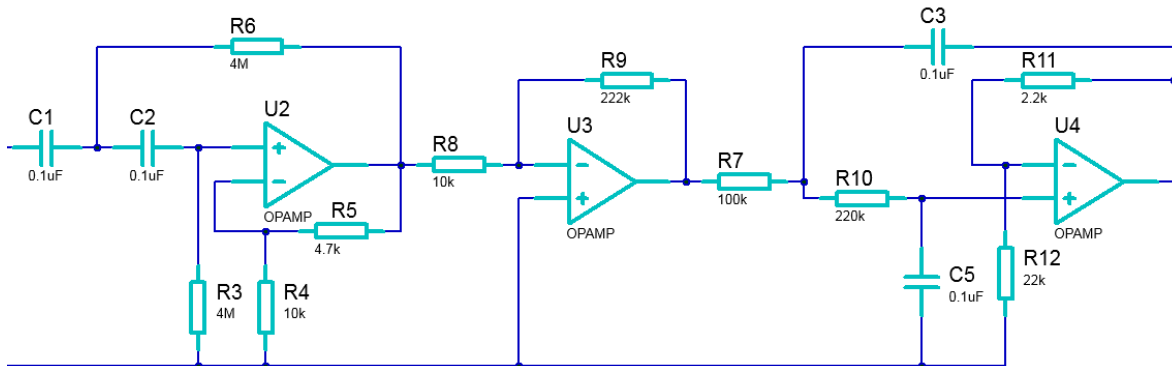 R6
4M
C1
0.1uF
C2
0.1uF
U2
+
−
OPAMP
R5
4.7k
R3
4M
R4
10k
R8
10k
R9
222k
U3
−
+
OPAMP
R7
100k
C3
0.1uF
R11
2.2k
U4
−
+
OPAMP
R10
220k
C5
0.1uF
R12
22k